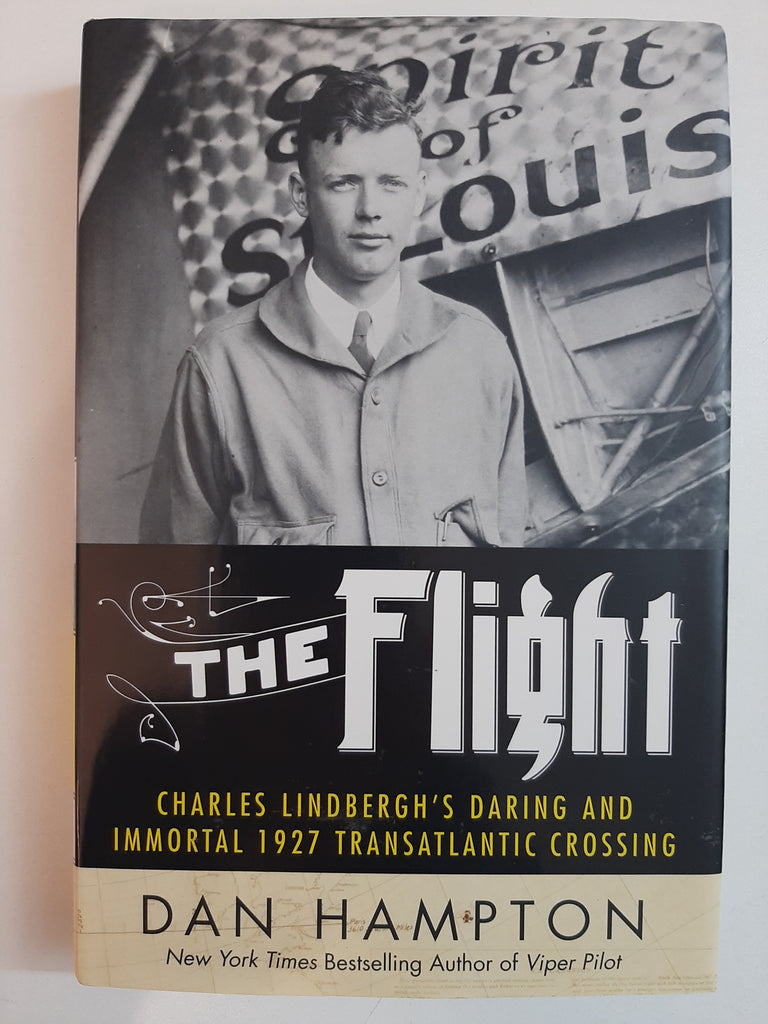 Spirit
of
St. Louis
THE Flight
CHARLES LINDBERGH'S DARING AND
IMMORTAL 1927 TRANSATLANTIC CROSSING
DAN HAMPTON
New York Times Bestselling Author of Viper Pilot